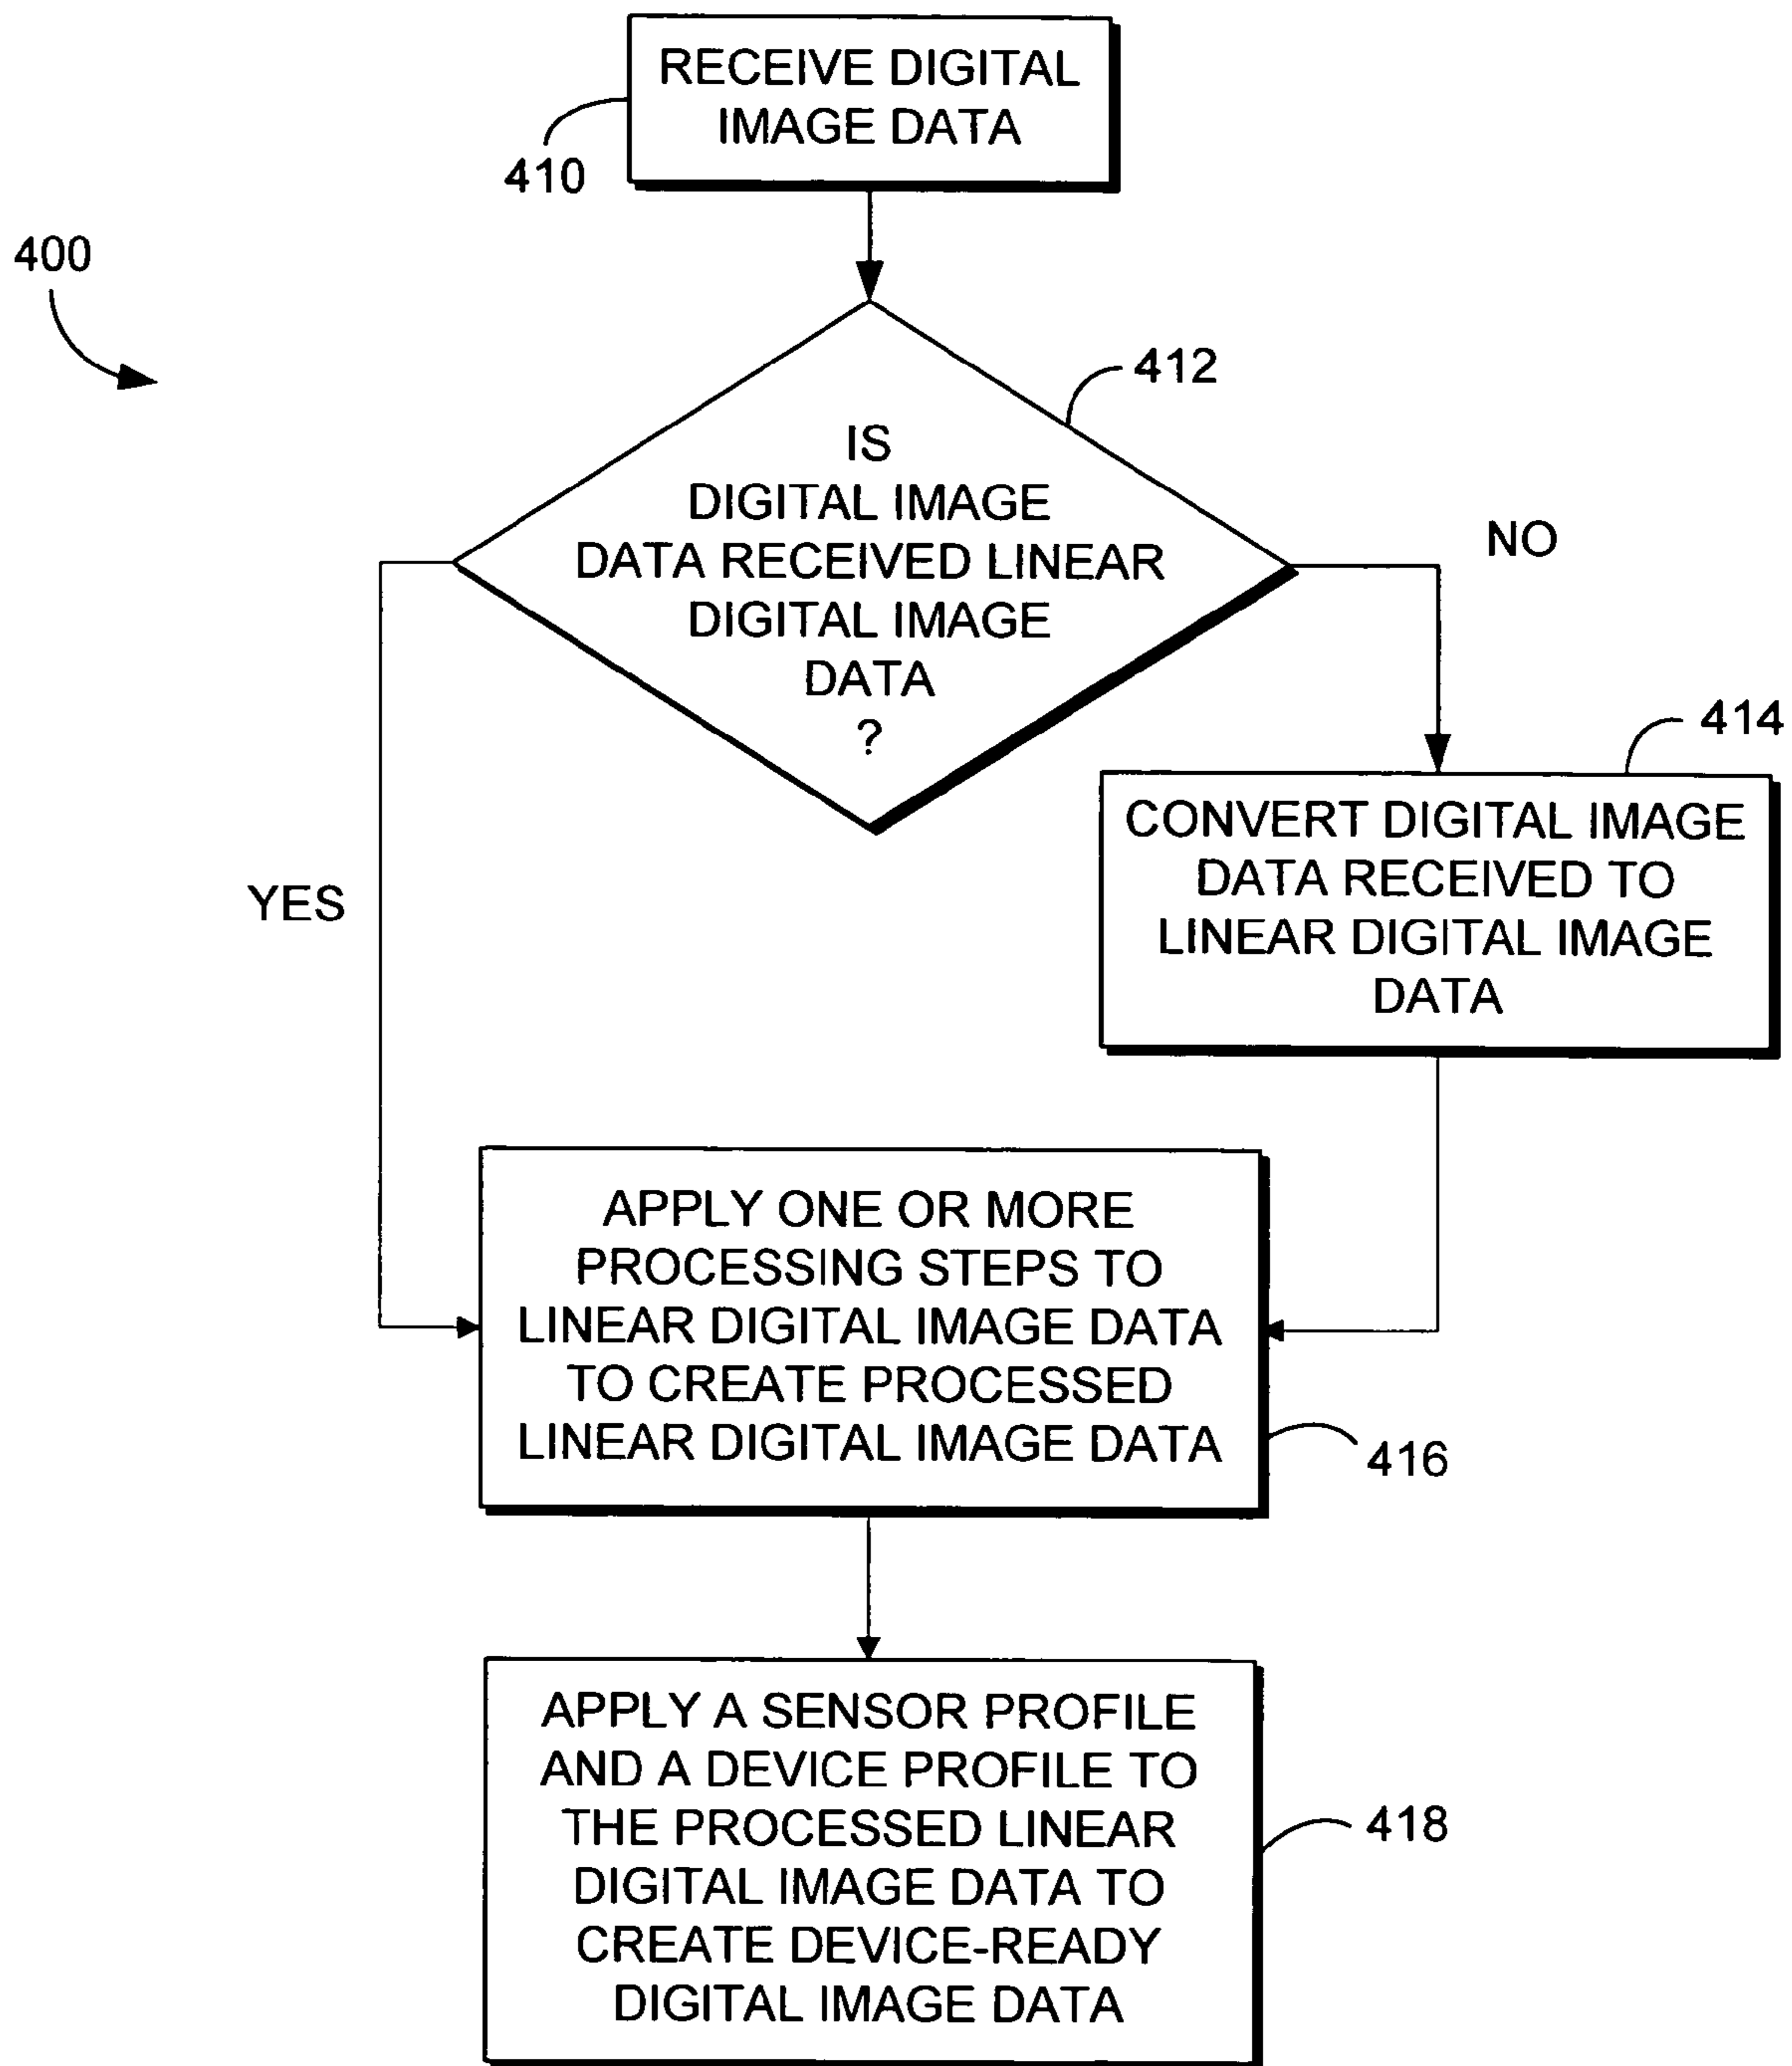 RECEIVE DIGITAL
IMAGE DATA
410
400
412
IS
DIGITAL IMAGE
DATA RECEIVED LINEAR
DIGITAL IMAGE
DATA
?
NO
YES
414
CONVERT DIGITAL IMAGE
DATA RECEIVED TO
LINEAR DIGITAL IMAGE
DATA
APPLY ONE OR MORE
PROCESSING STEPS TO
LINEAR DIGITAL IMAGE DATA
TO CREATE PROCESSED
LINEAR DIGITAL IMAGE DATA
416
APPLY A SENSOR PROFILE
AND A DEVICE PROFILE TO
THE PROCESSED LINEAR
DIGITAL IMAGE DATA TO
CREATE DEVICE-READY
DIGITAL IMAGE DATA
418